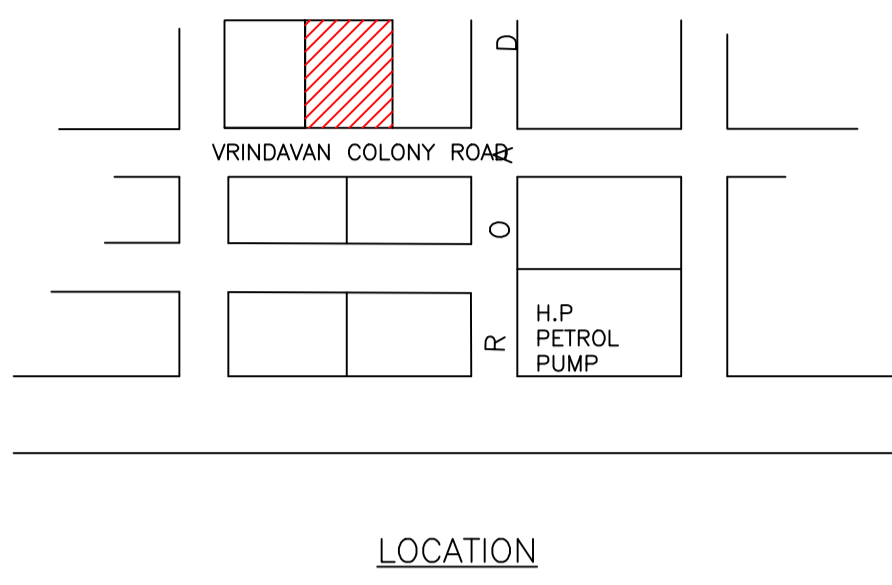 VRINDAVAN COLONY ROAD
ROAD
H.P
PETROL
PUMP
LOCATION